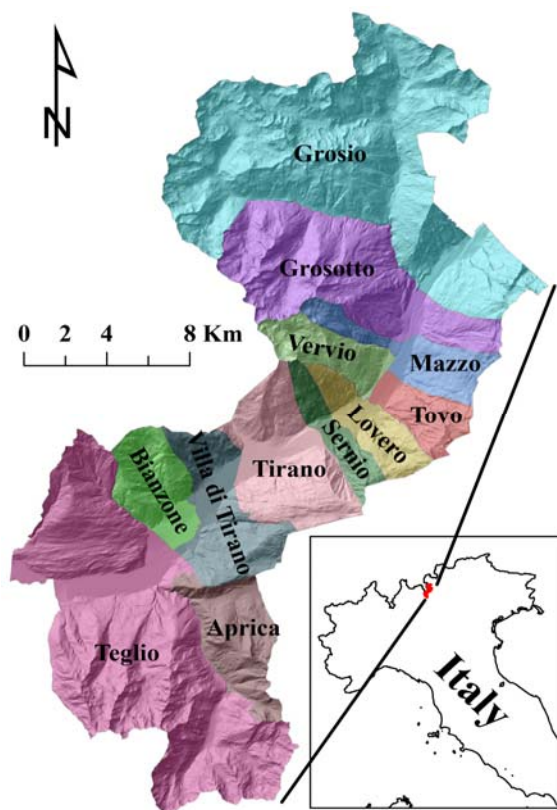 Grosio
N
Grosotto
0 2 4 8 Km
Vervio
Mazzo
Tovo
Lovero
Sernio
Tirano
Villa di Tirano
Bianzone
Aprica
Teglio
Italy